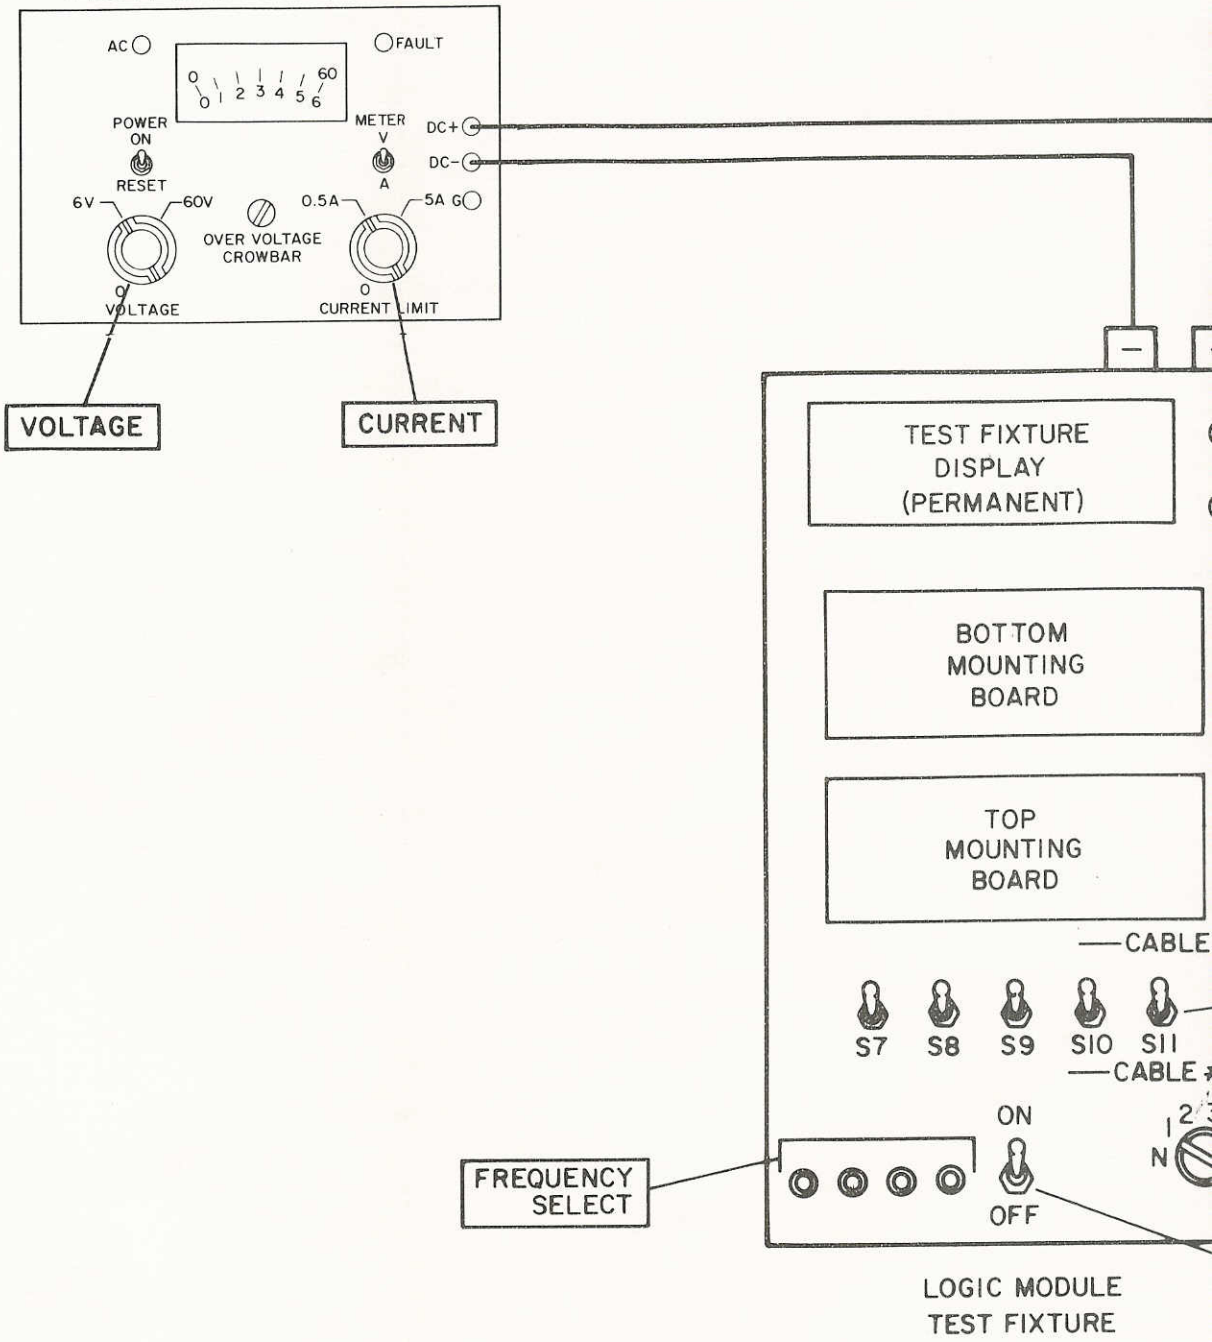 AC
FAULT
0 60
0 1 2 3 4 5 6
POWER
ON
RESET
METER
V
A
DC+
DC-
6V
60V
0.5A
5A G
OVER VOLTAGE
CROWBAR
0
VOLTAGE
0
CURRENT LIMIT
VOLTAGE
CURRENT
−
TEST FIXTURE
DISPLAY
(PERMANENT)
BOTTOM
MOUNTING
BOARD
TOP
MOUNTING
BOARD
CABLE
S7 S8 S9 S10 S11
CABLE
ON
OFF
N 1 2 3
FREQUENCY
SELECT
LOGIC MODULE
TEST FIXTURE